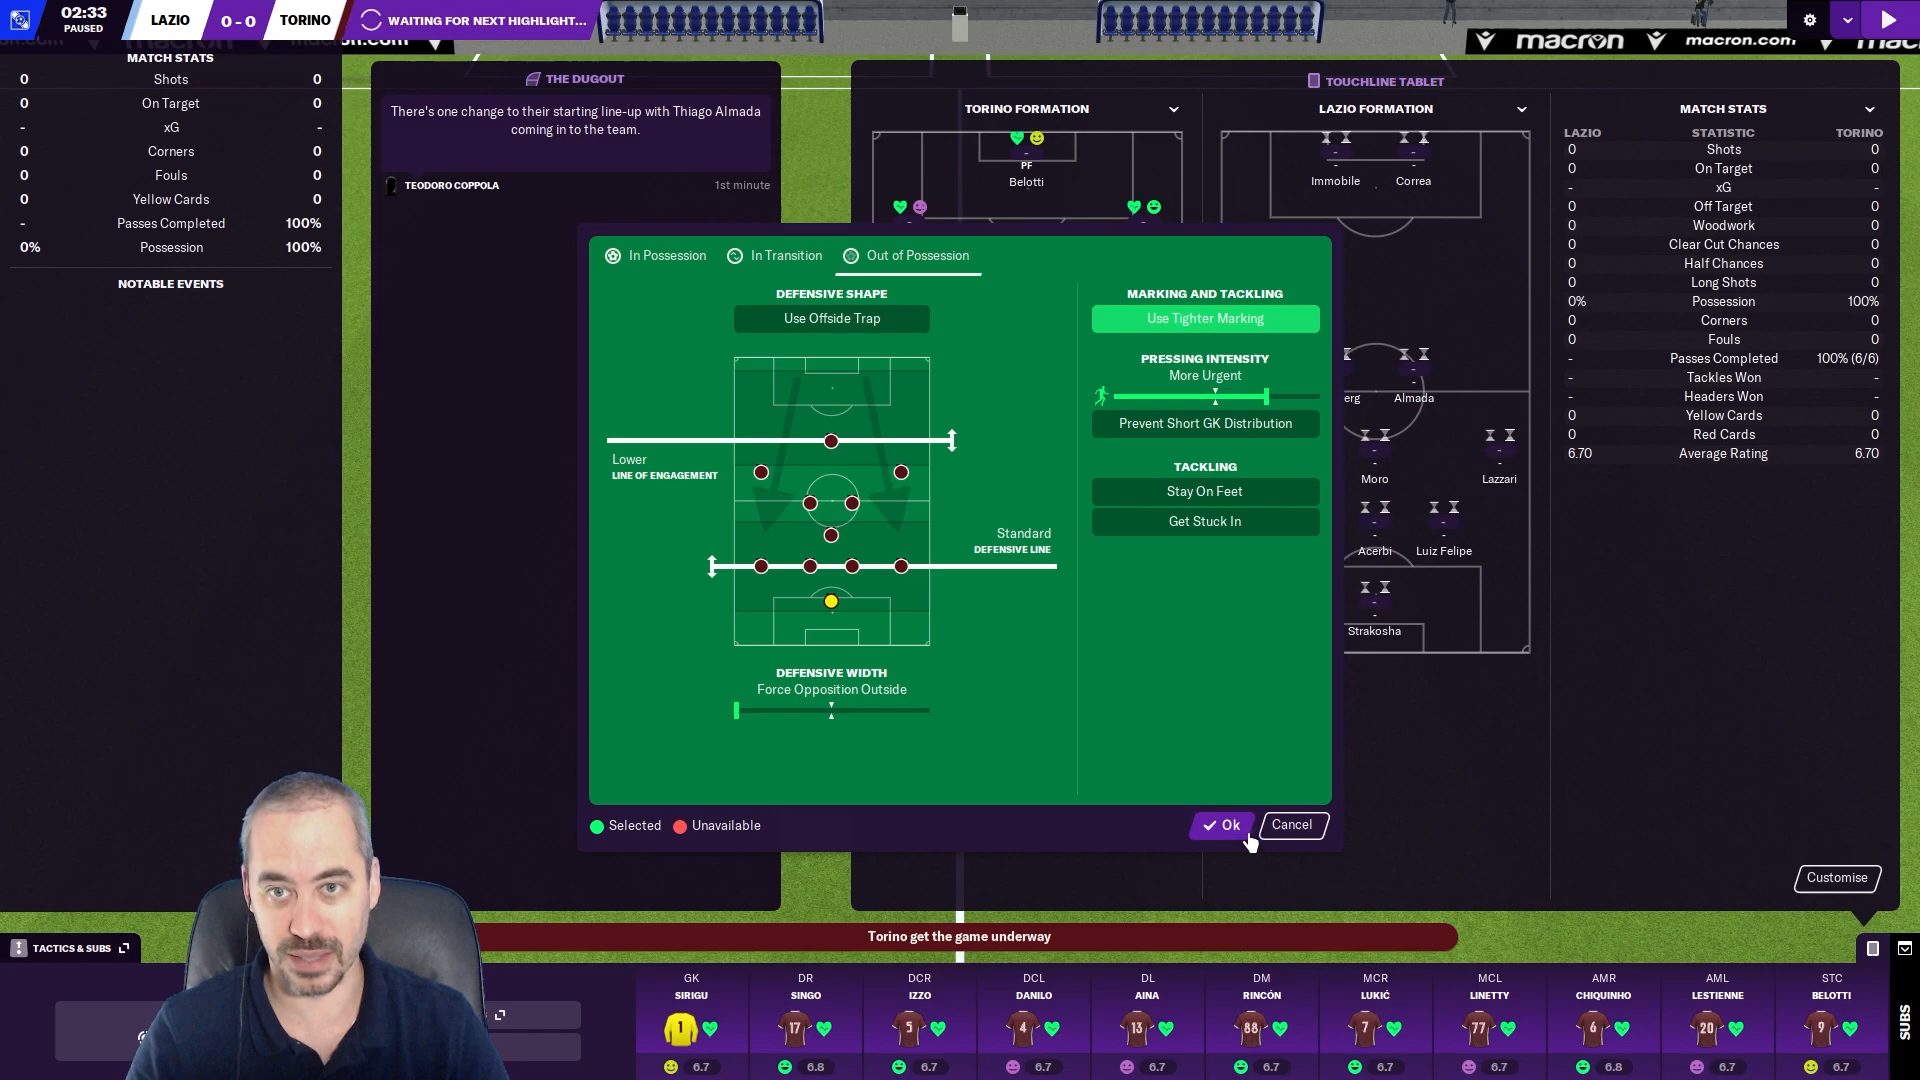 02:33
PAUSED
LAZIO
0 - 0
TORINO
WAITING FOR NEXT HIGHLIGHT...
macron
macron.com
MATCH STATS
0 Shots 0
0 On Target 0
- xG -
0 Corners 0
0 Fouls 0
0 Yellow Cards 0
- Passes Completed 100%
0% Possession 100%
NOTABLE EVENTS
THE DUGOUT
There's one change to their starting line-up with Thiago Almada
coming in to the team.
TEODORO COPPOLA 1st minute
TOUCHLINE TABLET
TORINO FORMATION
-
PF
Belotti
LAZIO FORMATION
Immobile
Correa
erg
Almada
Moro
Lazzari
Acerbi
Luiz Felipe
Strakosha
MATCH STATS
LAZIO STATISTIC TORINO
0 Shots 0
0 On Target 0
- xG -
0 Off Target 0
0 Woodwork 0
0 Clear Cut Chances 0
0 Half Chances 0
0 Long Shots 0
0% Possession 100%
0 Corners 0
0 Fouls 0
- Passes Completed 100% (6/6)
- Tackles Won -
- Headers Won -
0 Yellow Cards 0
0 Red Cards 0
6.70 Average Rating 6.70
Customise
In Possession
In Transition
Out of Possession
DEFENSIVE SHAPE
Use Offside Trap
Lower
LINE OF ENGAGEMENT
Standard
DEFENSIVE LINE
DEFENSIVE WIDTH
Force Opposition Outside
MARKING AND TACKLING
Use Tighter Marking
PRESSING INTENSITY
More Urgent
Prevent Short GK Distribution
TACKLING
Stay On Feet
Get Stuck In
Selected
Unavailable
Ok
Cancel
Torino get the game underway
TACTICS & SUBS
GK DR DCR DCL DL DM MCR MCL AMR AML STC
SIRIGU SINGO IZZO DANILO AINA RINCÓN LUKIĆ LINETTY CHIQUINHO LESTIENNE BELOTTI
1 17 5 4 13 88 7 77 6 20 9
6.7 6.8 6.7 6.7 6.7 6.7 6.7 6.7 6.8 6.7 6.7
SUBS